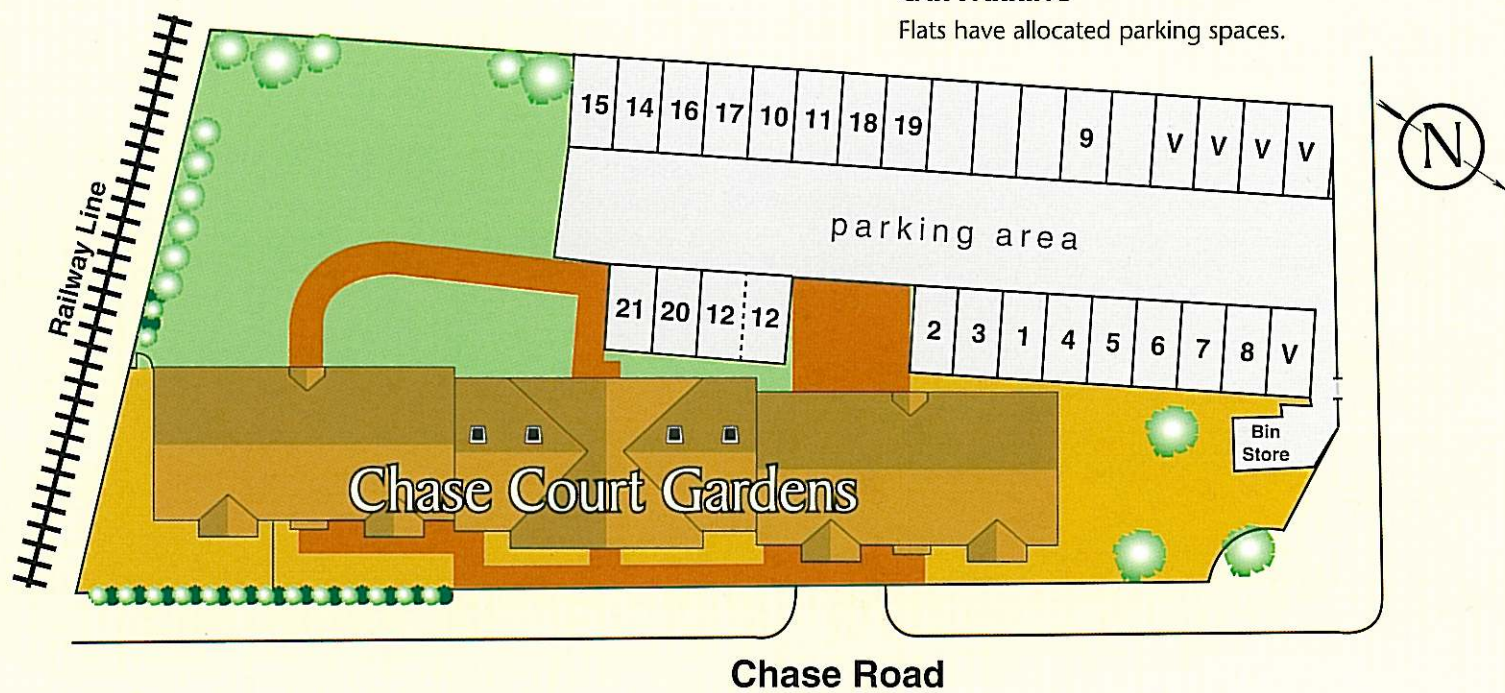 Flats have allocated parking spaces.
N
15 14 16 17 10 11 18 19 9 V V V V
Railway Line
parking area
21 20 12 12
2 3 1 4 5 6 7 8 V
Bin
Store
Chase Court Gardens
Chase Road